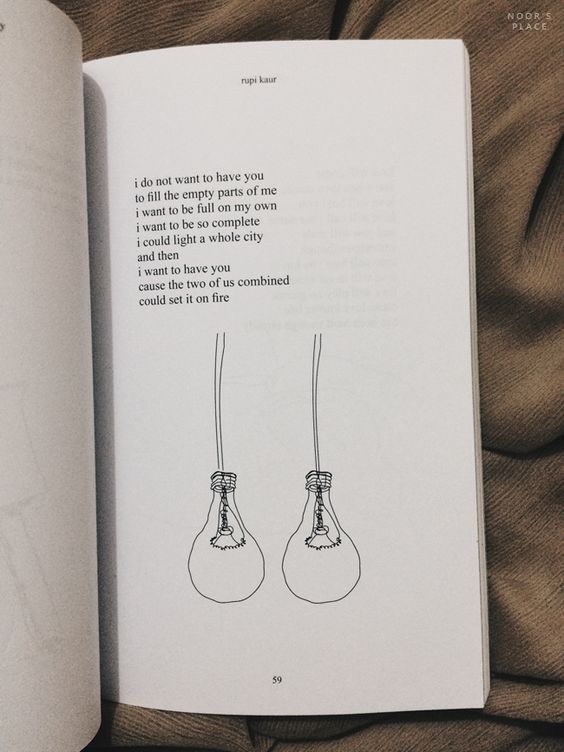 NOOR'S
PLACE
rupi kaur
i do not want to have you
to fill the empty parts of me
i want to be full on my own
i want to be so complete
i could light a whole city
and then
i want to have you
cause the two of us combined
could set it on fire
59